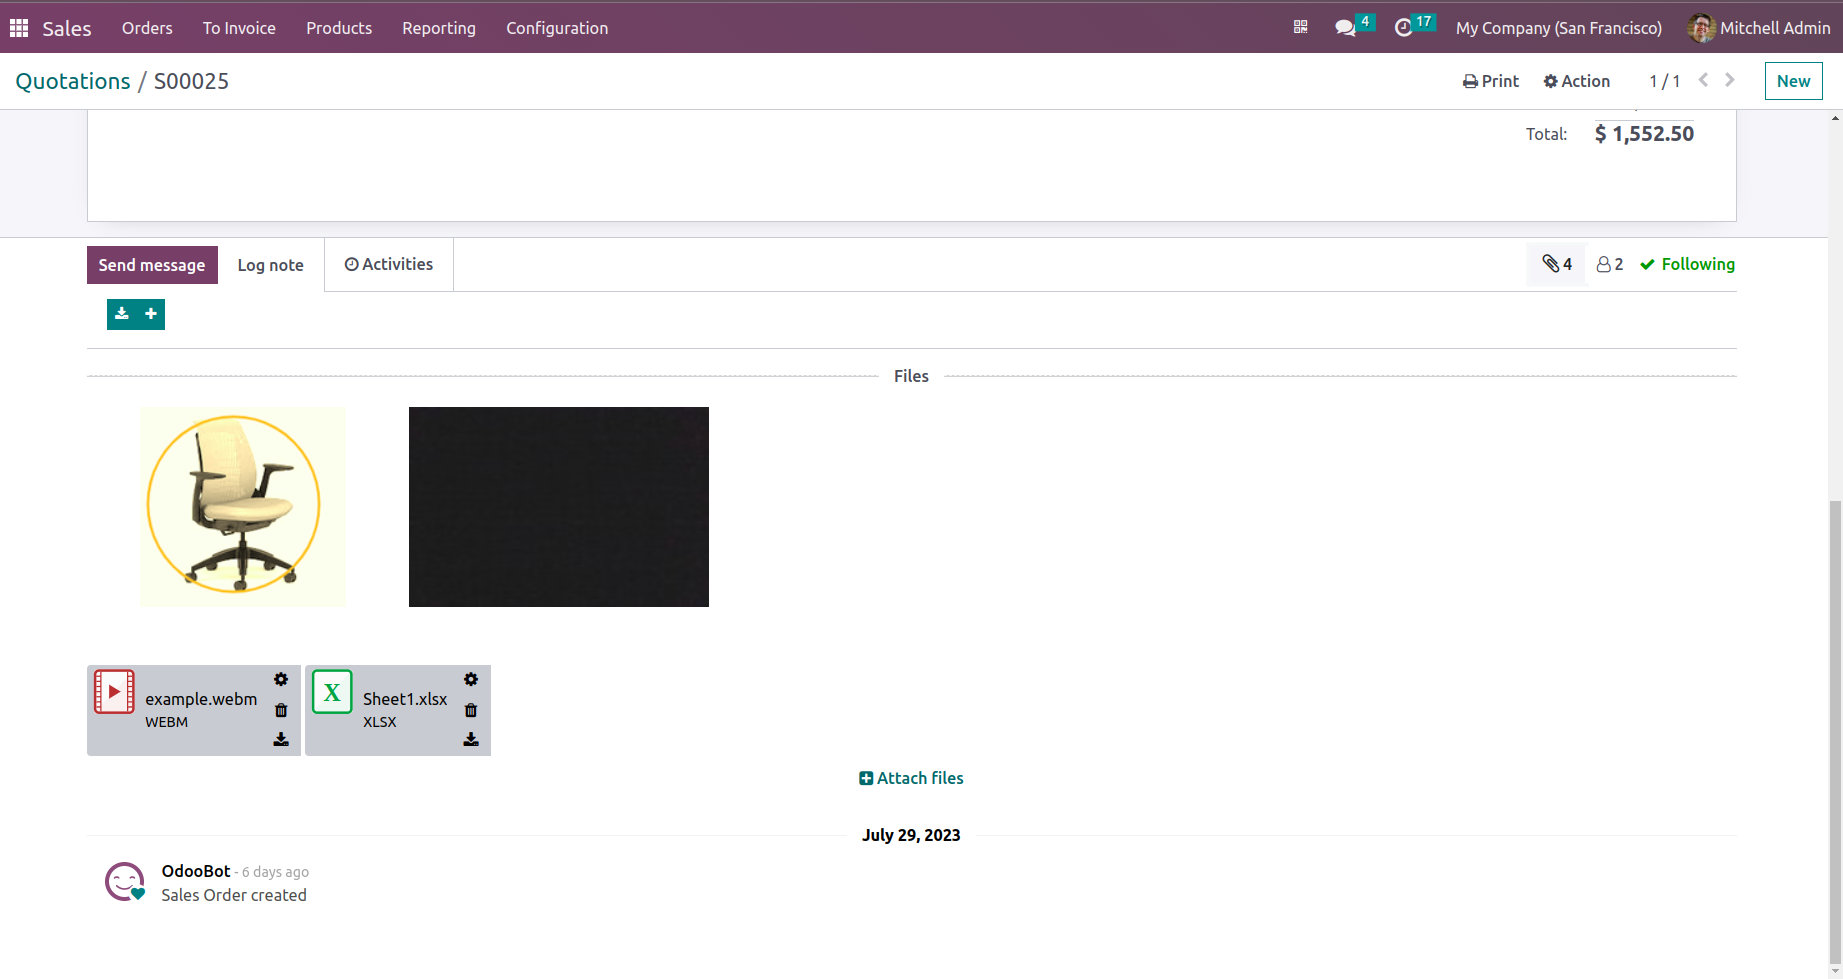 Sales Orders To Invoice Products Reporting Configuration 4 17 My Company (San Francisco) Mitchell Admin
Quotations / S00025 Print Action 1 / 1 New
Total: $ 1,552.50
Send message Log note Activities 4 2 Following
Files
example.webm
WEBM
X Sheet1.xlsx
XLSX
Attach files
July 29, 2023
OdooBot - 6 days ago
Sales Order created